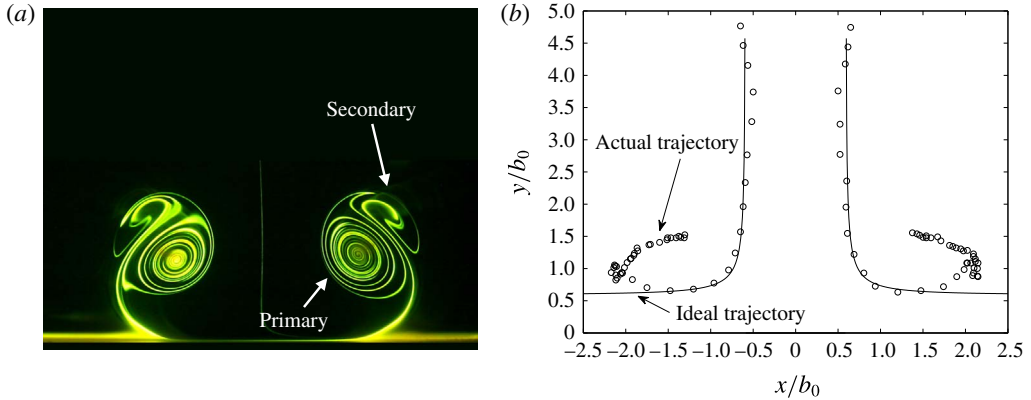 (a)
Secondary
Primary
(b)
y/b0
5.0
4.5
4.0
3.5
3.0
2.5
2.0
1.5
1.0
0.5
0
Actual trajectory
Ideal trajectory
−2.5 −2.0 −1.5 −1.0 −0.5 0 0.5 1.0 1.5 2.0 2.5
x/b0